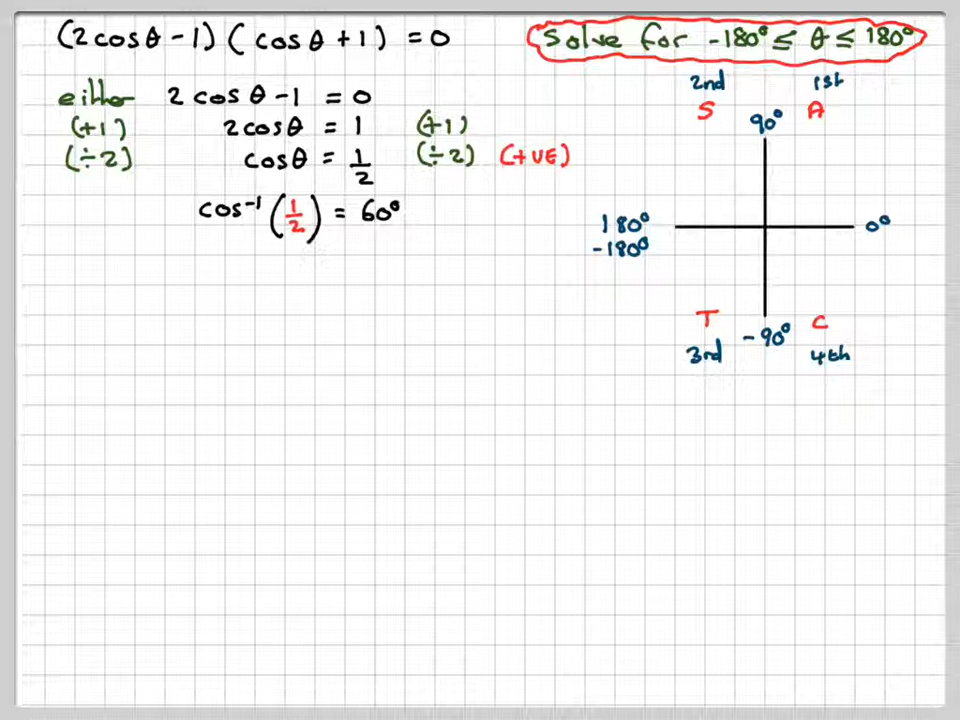 (2cosθ-1)(cosθ+1) = 0
Solve for -180° ≤ θ ≤ 180°
either 2cosθ-1 = 0
(+1) 2cosθ = 1 (+1)
(÷2) cosθ = 1/2 (÷2) (+VE)
cos⁻¹(1/2) = 60°
2nd 1st
S A
90°
180° 0°
-180°
T C
-90°
3rd 4th